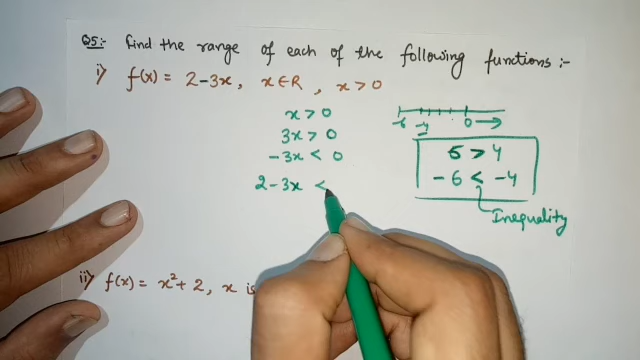 Q5:- Find the range of each of the following functions :-
i) f(x) = 2-3x, x∈R, x > 0
x > 0
3x > 0
-3x < 0
2-3x <
-6 -4 0
6 > 4
-6 < -4
Inequality
ii) f(x) = x²+2, x is